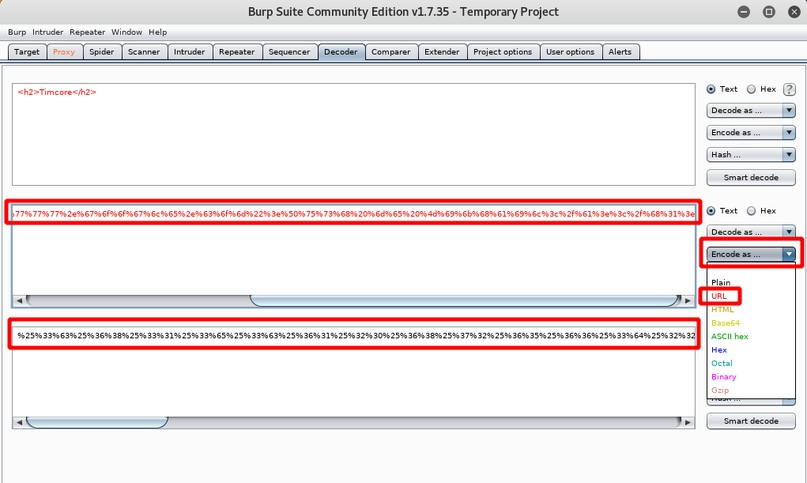 Burp Suite Community Edition v1.7.35 - Temporary Project
Burp Intruder Repeater Window Help
Target Proxy Spider Scanner Intruder Repeater Sequencer Decoder Comparer Extender Project options User options Alerts
<h2>Timcore</h2>
Text Hex ?
Decode as ...
Encode as ...
Hash ...
Smart decode
77%77%77%2e%67%6f%6f%67%6c%65%2e%63%6f%6d%22%3e%50%75%73%68%20%6d%65%20%4d%69%6b%68%61%69%6c%3c%2f%61%3e%3c%2f%68%31%3e
Text Hex
Decode as ...
Encode as ...
Plain
URL
HTML
Base64
ASCII hex
Hex
Octal
Binary
Gzip
%25%33%63%25%36%38%25%33%31%25%33%65%25%33%63%25%36%31%25%32%30%25%36%38%25%37%32%25%36%35%25%36%36%25%33%64%25%32%32
Smart decode